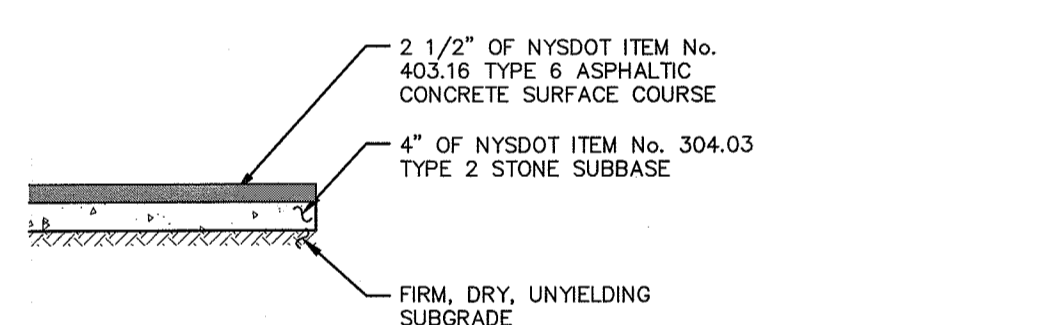 2 1/2" OF NYSDOT ITEM No.
403.16 TYPE 6 ASPHALTIC
CONCRETE SURFACE COURSE
4" OF NYSDOT ITEM No. 304.03
TYPE 2 STONE SUBBASE
FIRM, DRY, UNYIELDING
SUBGRADE